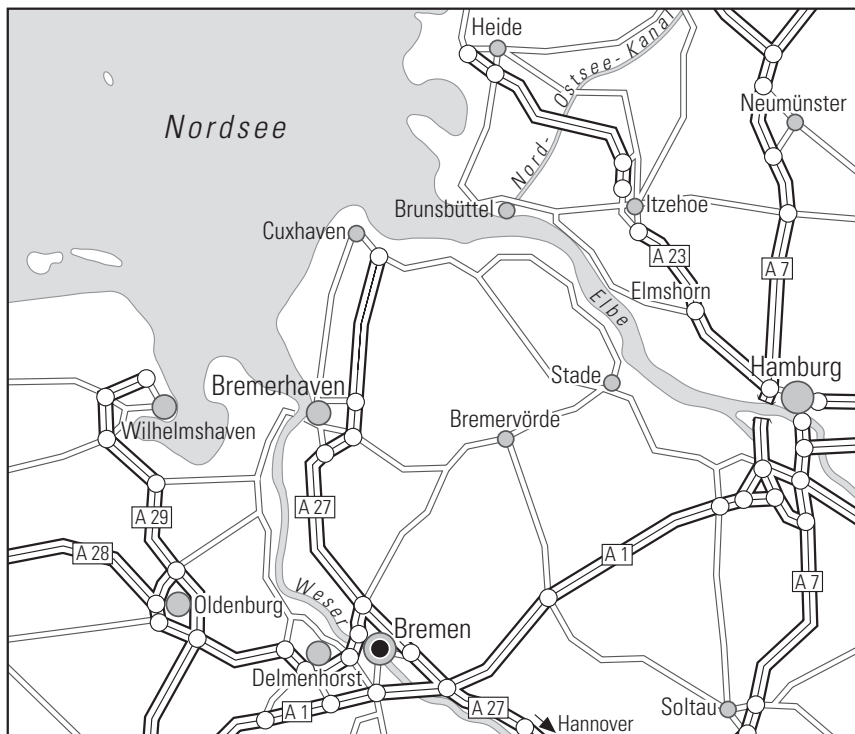 Heide
Nord-Ostsee-Kanal
Neumünster
Nordsee
Brunsbüttel
Itzehoe
Cuxhaven
A 23
A 7
Elmshorn
Elbe
Hamburg
Stade
Bremerhaven
Wilhelmshaven
Bremervörde
A 29
A 27
A 28
A 1
A 7
Weser
Oldenburg
Bremen
Delmenhorst
A 1
A 27
Hannover
Soltau